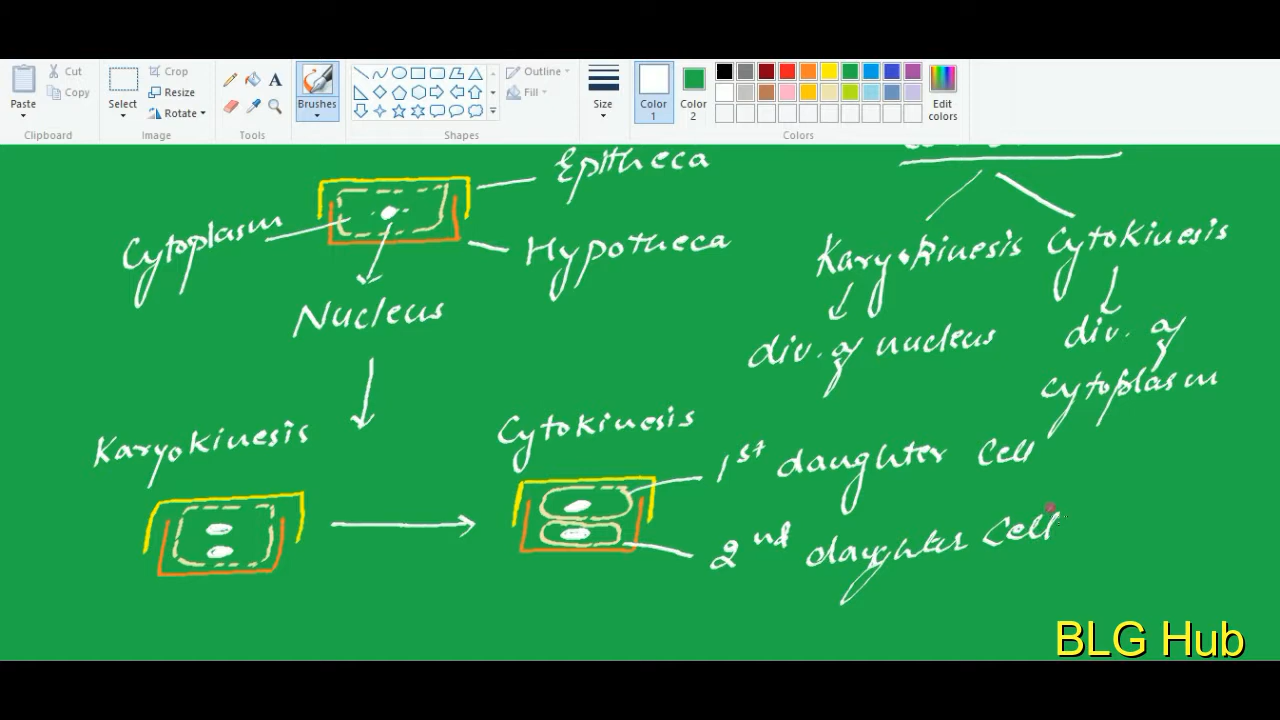 Cut
Copy
Paste
Clipboard
Select
Crop
Resize
Rotate
Image
A
Tools
Brushes
Shapes
Outline
Fill
Size
Color
1
Color
2
Edit
colors
Colors
Epitheca
Cytoplasm
Hypotheca
Nucleus
Karyokinesis
Cytokinesis
div. of nucleus
div. of
cytoplasm
Karyokinesis
Cytokinesis
1st daughter Cell
2nd daughter Cell
BLG Hub